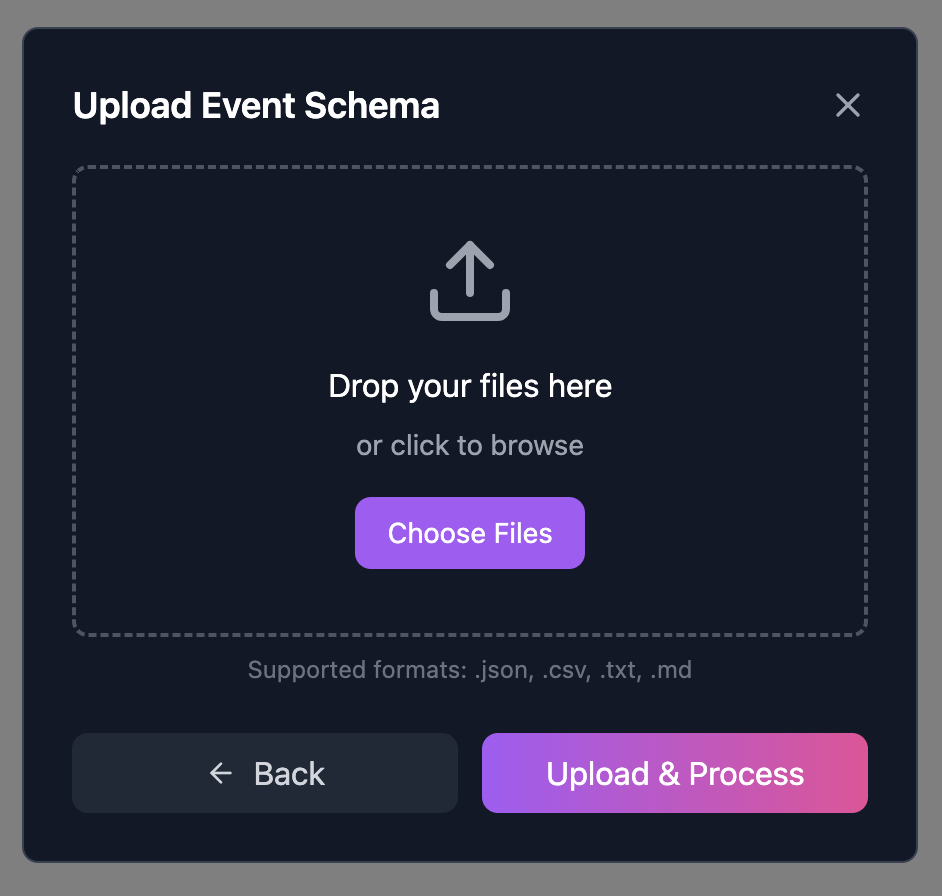 Upload Event Schema
Drop your files here
or click to browse
Choose Files
Supported formats: .json, .csv, .txt, .md
Back
Upload & Process